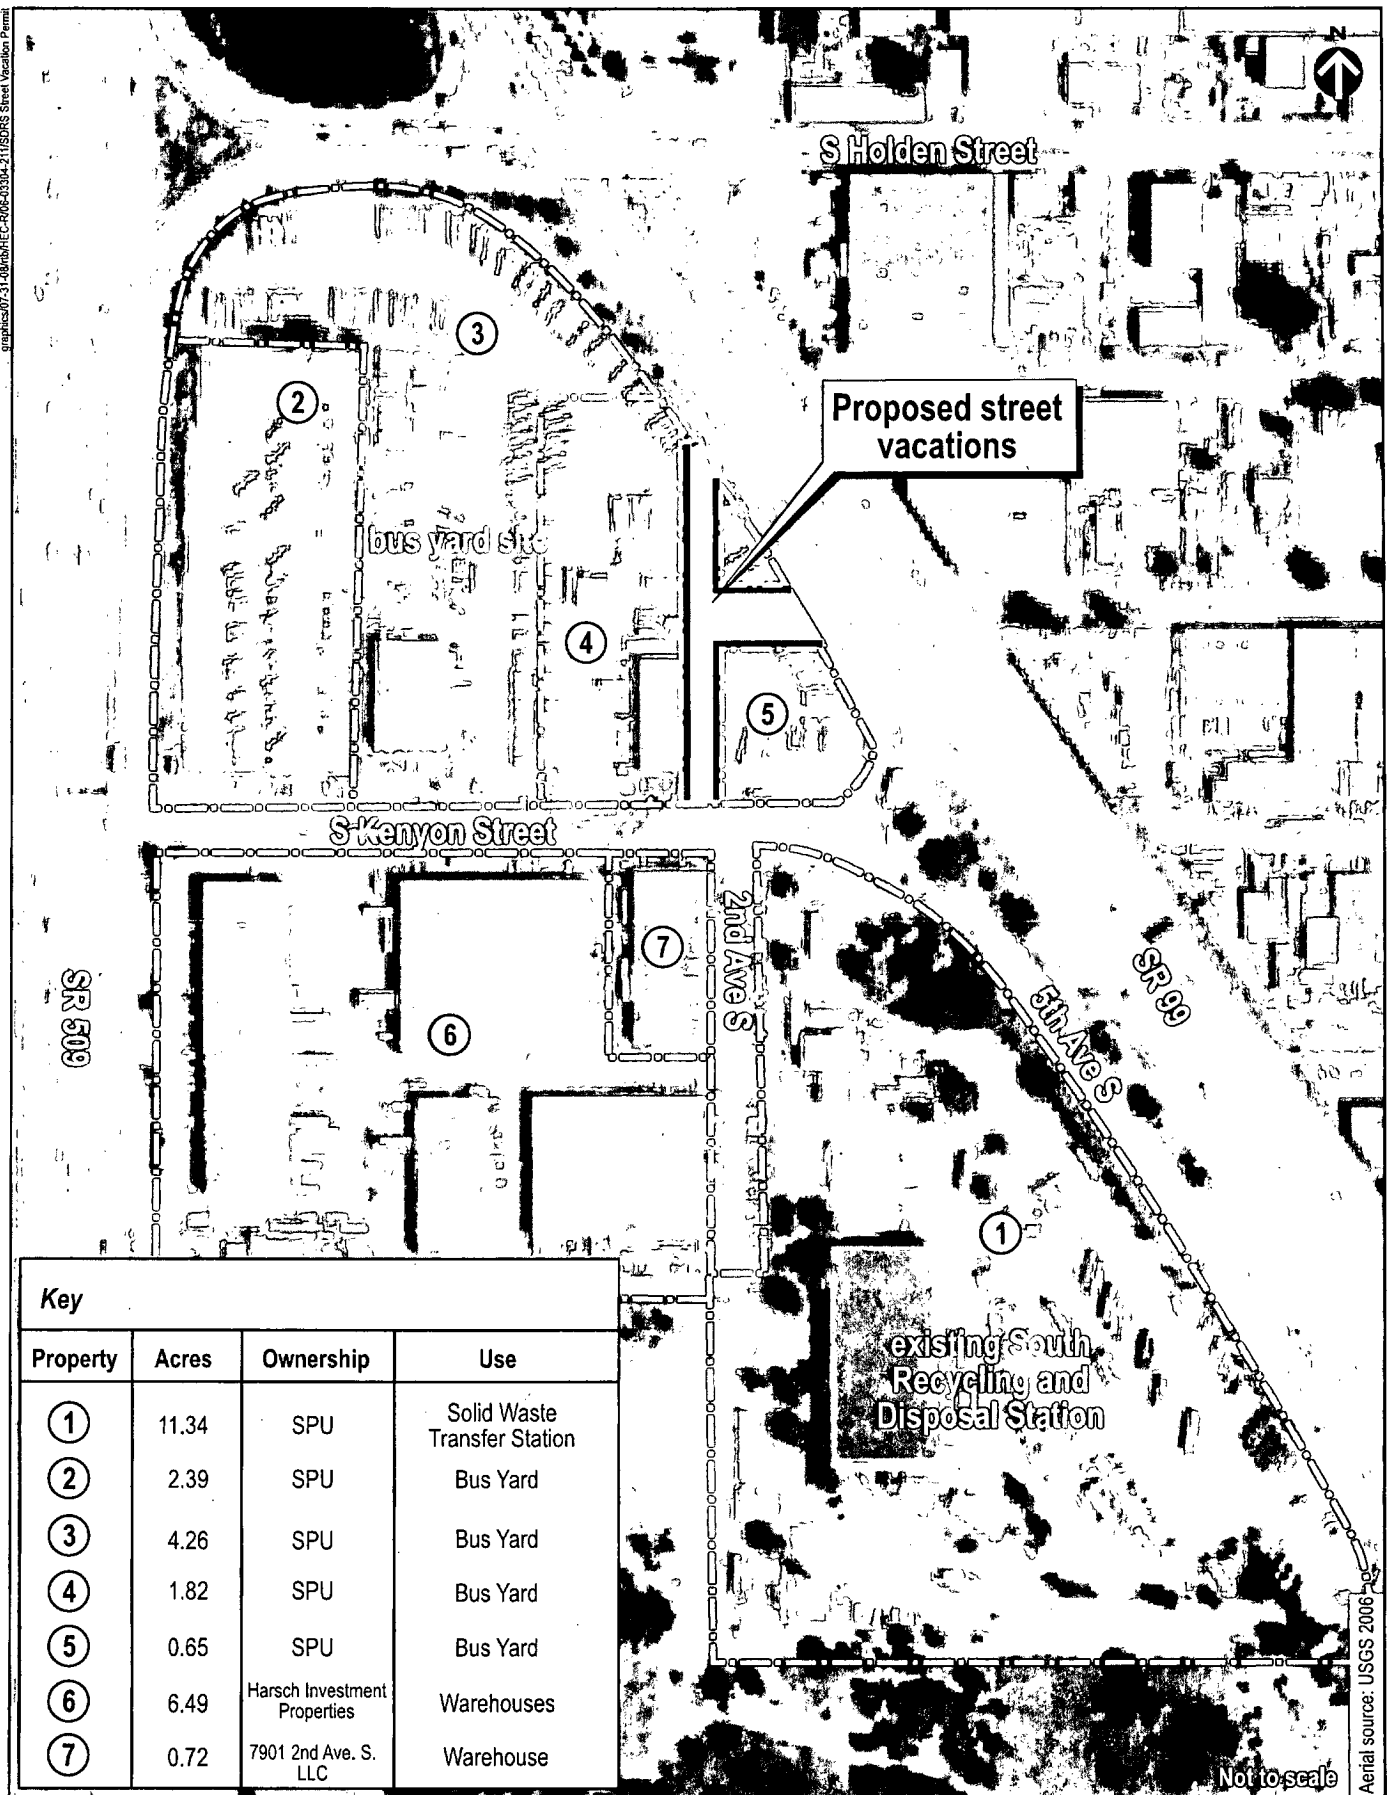 graphics/07-31-08/rtb/HEC-R/06-03304-211/SDRS Street Vacation Permit
N
S Holden Street
3
2
Proposed street
vacations
bus yard site
4
5
S Kenyon Street
2nd Ave S
7
SR 99
5th Ave S
SR 509
6
1
existing South
Recycling and
Disposal Station
Key
Property Acres Ownership Use
1 11.34 SPU Solid Waste
Transfer Station
2 2.39 SPU Bus Yard
3 4.26 SPU Bus Yard
4 1.82 SPU Bus Yard
5 0.65 SPU Bus Yard
6 6.49 Harsch Investment
Properties Warehouses
7 0.72 7901 2nd Ave. S.
LLC Warehouse
Not to scale
Aerial source: USGS 2006